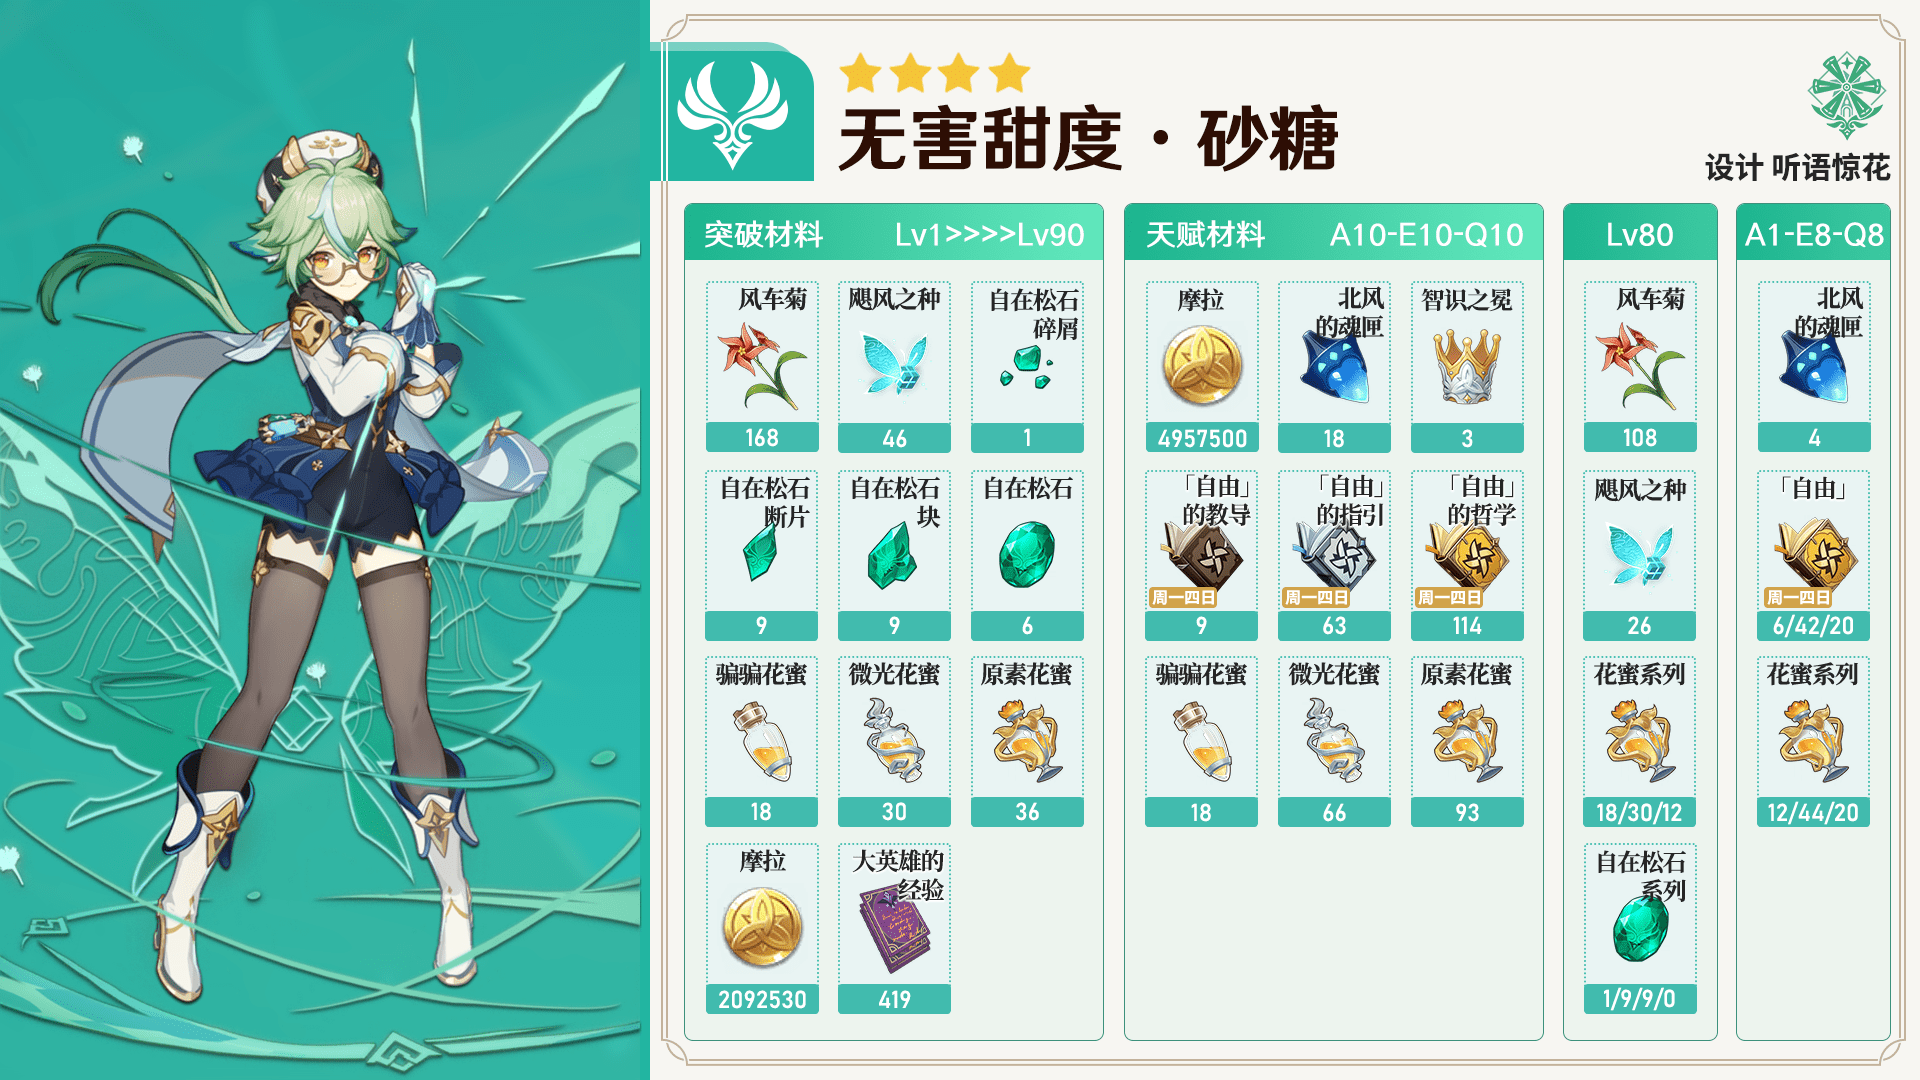 无害甜度·砂糖
设计 听语惊花
突破材料 Lv1>>>>Lv90
风车菊
168
飓风之种
46
自在松石
碎屑
1
自在松石
断片
9
自在松石
块
9
自在松石
6
骗骗花蜜
18
微光花蜜
30
原素花蜜
36
摩拉
2092530
大英雄的
经验
419
天赋材料 A10-E10-Q10
摩拉
4957500
北风
的魂匣
18
智识之冕
3
「自由」
的教导
周一四日
9
「自由」
的指引
周一四日
63
「自由」
的哲学
周一四日
114
骗骗花蜜
18
微光花蜜
66
原素花蜜
93
Lv80
风车菊
108
飓风之种
26
花蜜系列
18/30/12
自在松石
系列
1/9/9/0
A1-E8-Q8
北风
的魂匣
4
「自由」
周一四日
6/42/20
花蜜系列
12/44/20